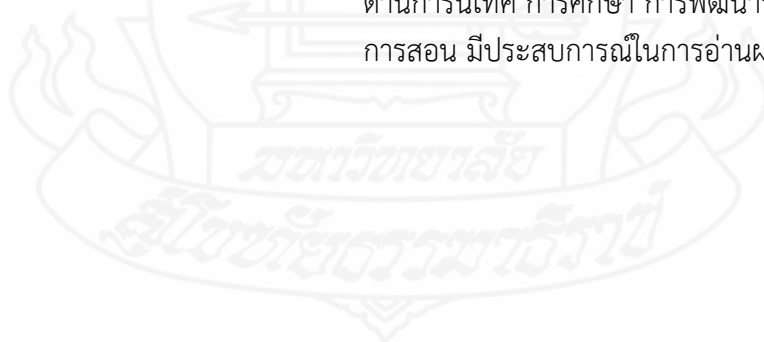 ด้านการนิเทศ การศึกษา การพัฒนา
การสอน มีประสบการณ์ในการอ่าน
มหาวิทยาลัย
สุโขทัยธรรมาธิราช